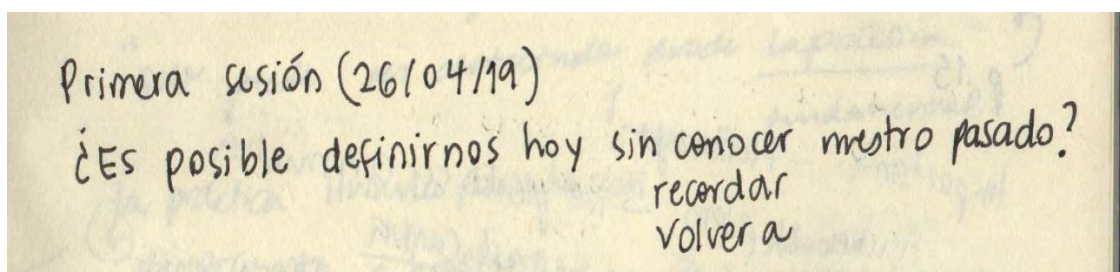 Primera sesión (26/04/19)
¿Es posible definirnos hoy sin conocer nuestro pasado?
recordar
volver a